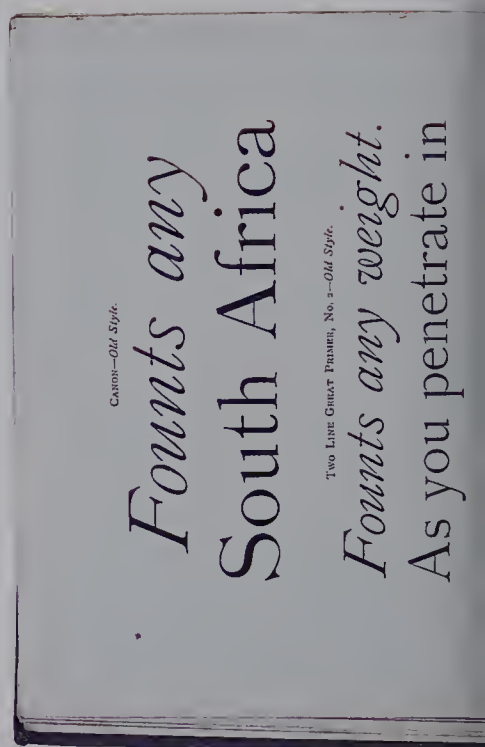 CANON—Old Style.
Founts any
South Africa
TWO LINE GREAT PRIMER, No. 2—Old Style.
Founts any weight.
As you penetrate in